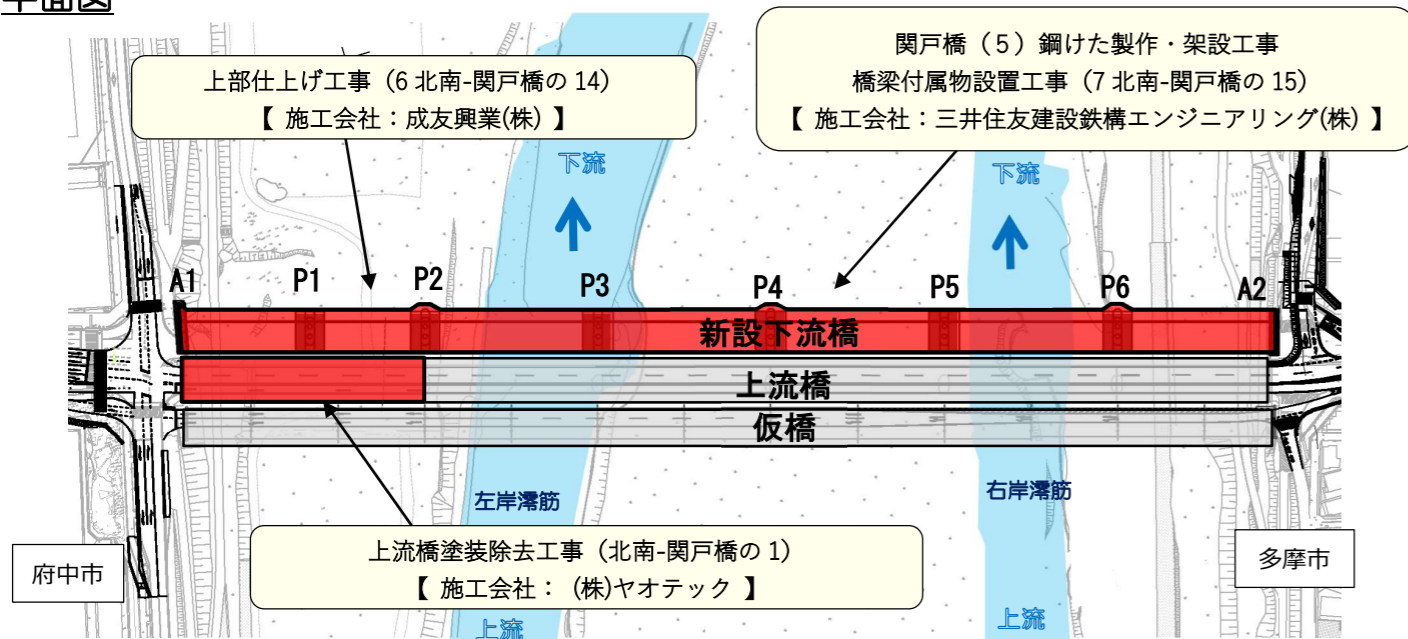 平面図
上部仕上げ工事（6 北南-関戸橋の 14）
【 施工会社：成友興業(株) 】
関戸橋（５）鋼けた製作・架設工事
橋梁付属物設置工事（7 北南-関戸橋の 15）
【 施工会社：三井住友建設鉄構エンジニアリング(株) 】
下流
下流
A1
P1
P2
P3
P4
P5
P6
A2
新設下流橋
上流橋
仮橋
左岸澪筋
右岸澪筋
上流橋塗装除去工事（北南-関戸橋の 1）
【 施工会社： (株)ヤオテック 】
府中市
多摩市
上流
上流